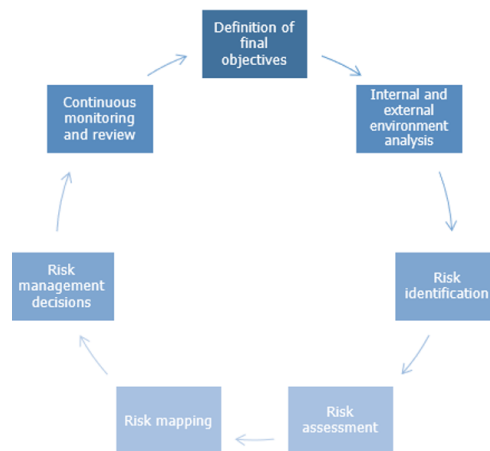 Definition of
final
objectives
Internal and
external
environment
analysis
Risk
identification
Risk
assessment
Risk mapping
Risk
management
decisions
Continuous
monitoring
and review